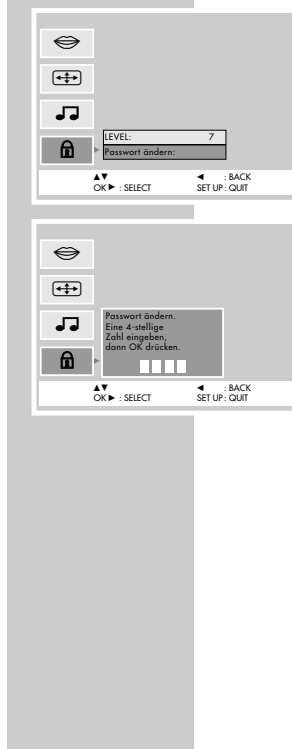 LEVEL: 7
Passwort ändern:
▲▼ ◄ : BACK
OK ► : SELECT SET UP : QUIT
Passwort ändern.
Eine 4-stellige
Zahl eingeben,
dann OK drücken.
▲▼ ◄ : BACK
OK ► : SELECT SET UP : QUIT